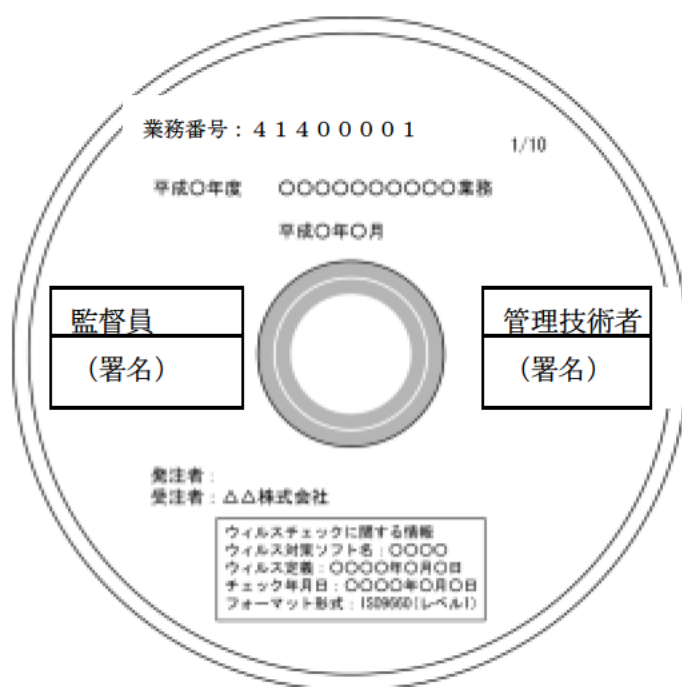 業務番号：４１４００００１
1/10
平成○年度　○○○○○○○○○○業務
平成○年○月
監督員
管理技術者
（署名）
（署名）
発注者：
受注者：△△株式会社
ウィルスチェックに関する情報
ウィルス対策ソフト名：○○○○
ウィルス定義：○○○○年○月○日
チェック年月日：○○○○年○月○日
フォーマット形式：ISO9660(レベル1)